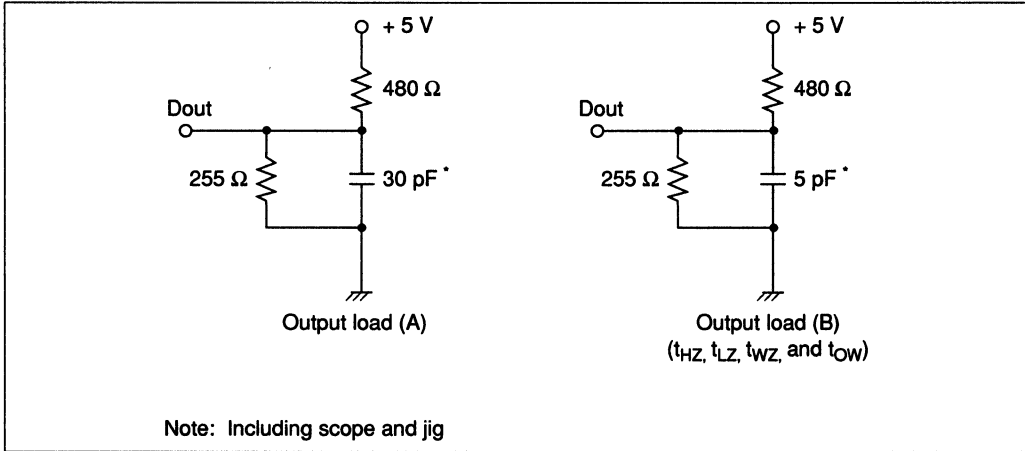 + 5 V
480 Ω
Dout
255 Ω
30 pF *
Output load (A)
+ 5 V
480 Ω
Dout
255 Ω
5 pF *
Output load (B)
(tHZ, tLZ, tWZ, and tOW)
Note: Including scope and jig